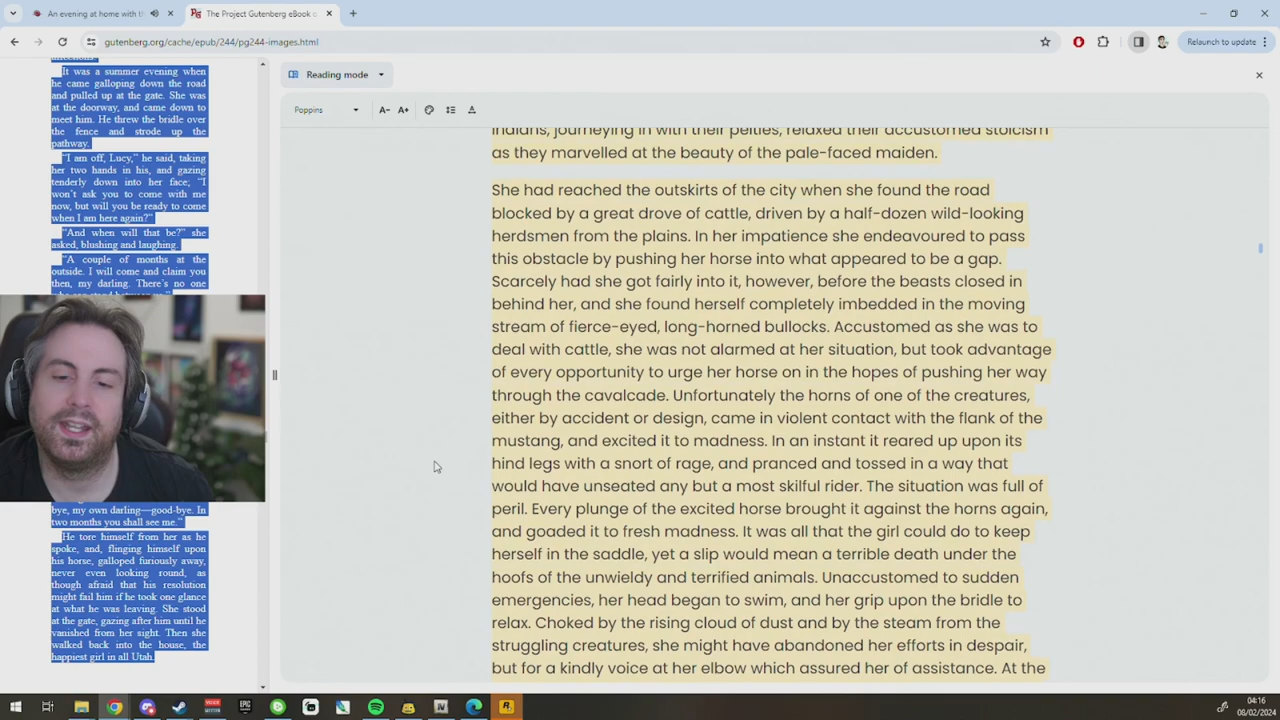 An evening at home with th
The Project Gutenberg eBook o
gutenberg.org/cache/epub/244/pg244-images.html
Relaunch to update
Reading mode
Poppins
A-
A+
affections.
It was a summer evening when
he came galloping down the road
and pulled up at the gate. She was
at the doorway, and came down to
meet him. He threw the bridle over
the fence and strode up the
pathway.
“I am off, Lucy,” he said, taking
her two hands in his, and gazing
tenderly down into her face; “I
won’t ask you to come with me
now, but will you be ready to come
when I am here again?”
“And when will that be?” she
asked, blushing and laughing.
“A couple of months at the
outside. I will come and claim you
then, my darling. There’s no one
bye, my own darling—good-bye. In
two months you shall see me.”
He tore himself from her as he
spoke, and, flinging himself upon
his horse, galloped furiously away,
never even looking round, as
though afraid that his resolution
might fail him if he took one glance
at what he was leaving. She stood
at the gate, gazing after him until he
vanished from her sight. Then she
walked back into the house, the
happiest girl in all Utah.
Indians, journeying in with their pelties, relaxed their accustomed stoicism
as they marvelled at the beauty of the pale-faced maiden.
She had reached the outskirts of the city when she found the road
blocked by a great drove of cattle, driven by a half-dozen wild-looking
herdsmen from the plains. In her impatience she endeavoured to pass
this obstacle by pushing her horse into what appeared to be a gap.
Scarcely had she got fairly into it, however, before the beasts closed in
behind her, and she found herself completely imbedded in the moving
stream of fierce-eyed, long-horned bullocks. Accustomed as she was to
deal with cattle, she was not alarmed at her situation, but took advantage
of every opportunity to urge her horse on in the hopes of pushing her way
through the cavalcade. Unfortunately the horns of one of the creatures,
either by accident or design, came in violent contact with the flank of the
mustang, and excited it to madness. In an instant it reared up upon its
hind legs with a snort of rage, and pranced and tossed in a way that
would have unseated any but a most skilful rider. The situation was full of
peril. Every plunge of the excited horse brought it against the horns again,
and goaded it to fresh madness. It was all that the girl could do to keep
herself in the saddle, yet a slip would mean a terrible death under the
hoofs of the unwieldy and terrified animals. Unaccustomed to sudden
emergencies, her head began to swim, and her grip upon the bridle to
relax. Choked by the rising cloud of dust and by the steam from the
struggling creatures, she might have abandoned her efforts in despair,
but for a kindly voice at her elbow which assured her of assistance. At the
04:16
08/02/2024